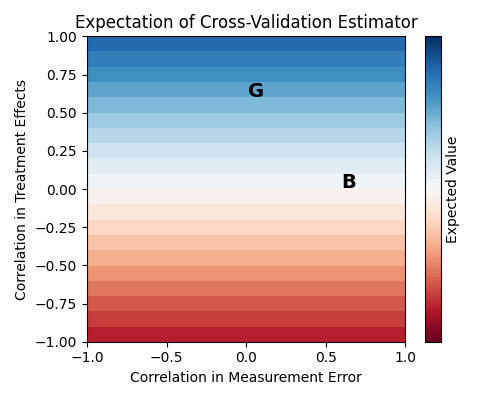 Expectation of Cross-Validation Estimator
Correlation in Treatment Effects
1.00
0.75
0.50
0.25
0.00
−0.25
−0.50
−0.75
−1.00
G
B
−1.0
−0.5
0.0
0.5
1.0
Correlation in Measurement Error
Expected Value